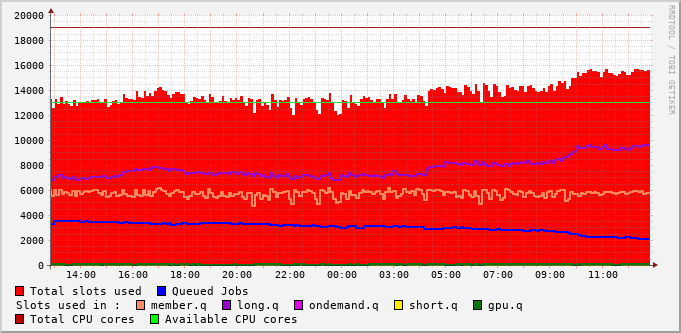 20000
18000
16000
14000
12000
10000
8000
6000
4000
2000
0
14:00 16:00 18:00 20:00 22:00 00:00 03:00 05:00 07:00 09:00 11:00
RRDTOOL / TOBI OETIKER
Total slots used Queued Jobs
Slots used in : member.q long.q ondemand.q short.q gpu.q
Total CPU cores Available CPU cores